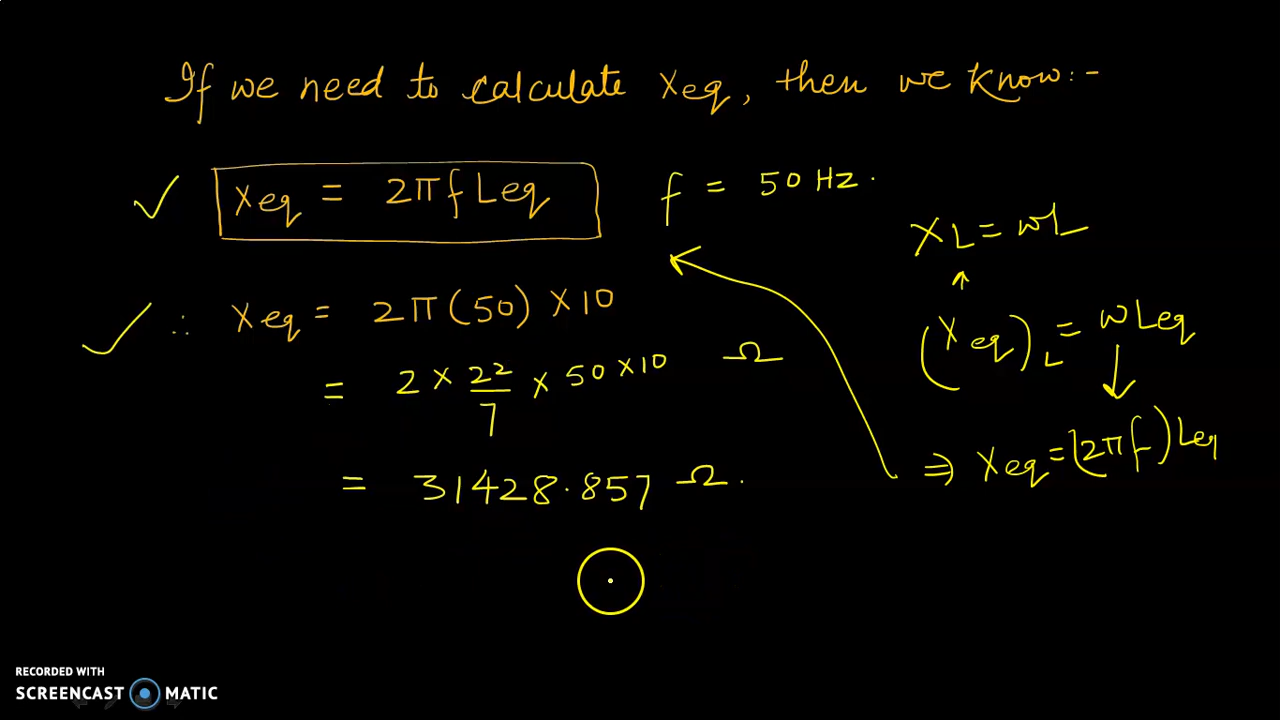 If we need to calculate Xeq, then we know:-
Xeq = 2πfLeq
f = 50 Hz.
∴ Xeq = 2π(50) × 10
= 2 × 22/7 × 50 × 10 Ω
= 31428.857 Ω.
XL = ωL
(Xeq)L = ωLeq
⇒ Xeq = (2πf)Leq
RECORDED WITH
SCREENCAST MATIC